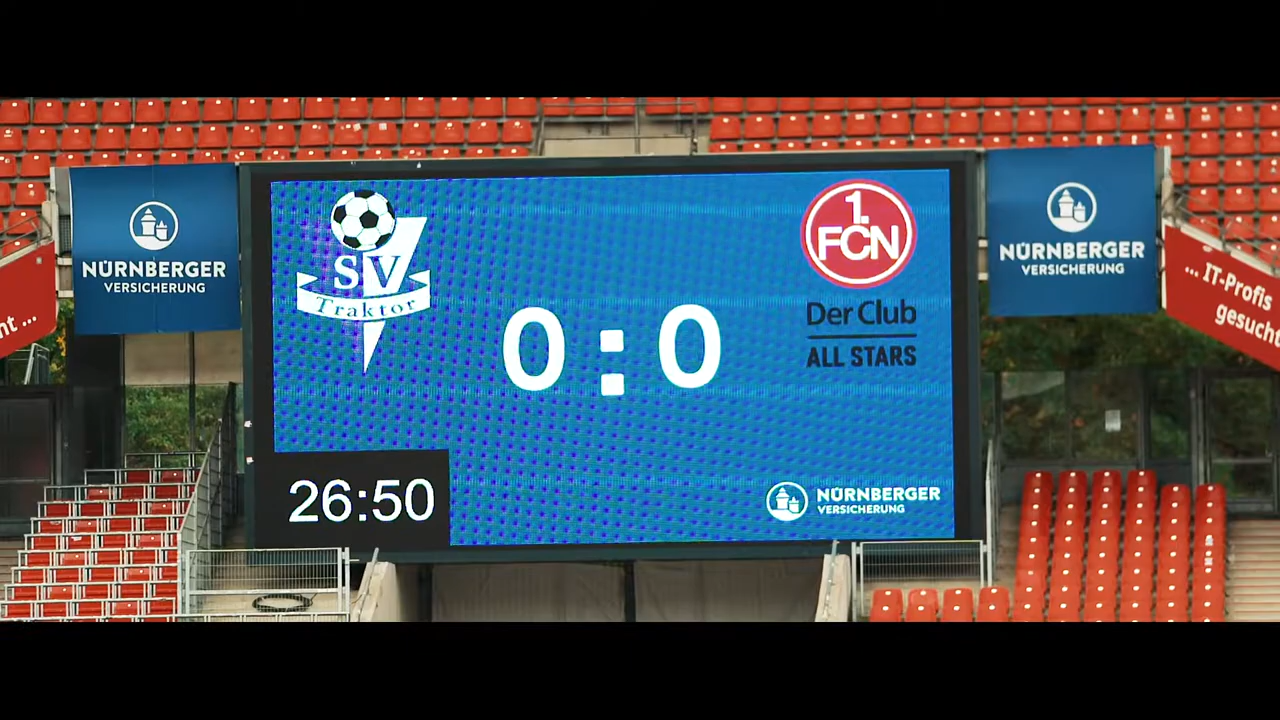 NÜRNBERGER
VERSICHERUNG
SV
Traktor
0:0
1.
FCN
Der Club
ALL STARS
26:50
NÜRNBERGER
VERSICHERUNG
NÜRNBERGER
VERSICHERUNG
... IT-Profis
gesucht
ht ...